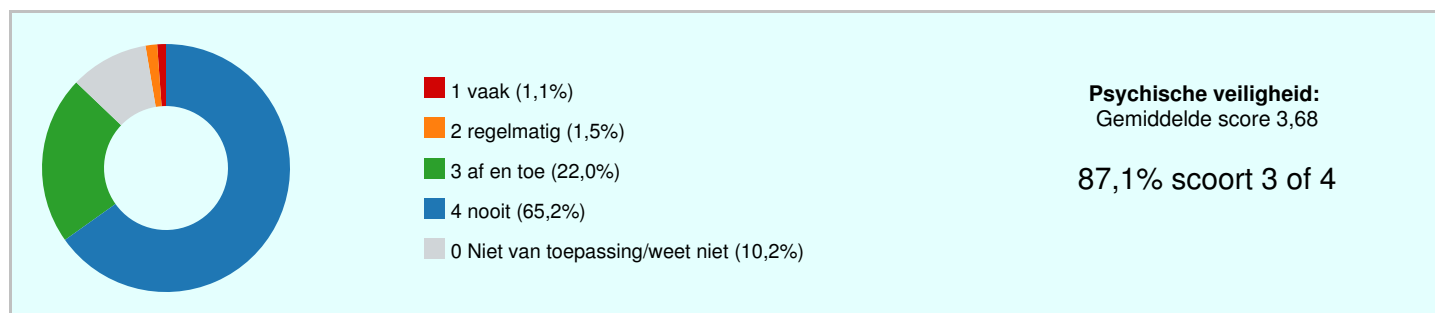 1 vaak (1,1%)
2 regelmatig (1,5%)
3 af en toe (22,0%)
4 nooit (65,2%)
0 Niet van toepassing/weet niet (10,2%)
Psychische veiligheid:
Gemiddelde score 3,68
87,1% scoort 3 of 4